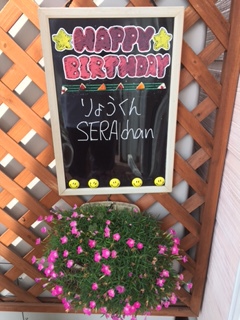 HAPPY
BIRTHDAY
りょうくん
SERAchan